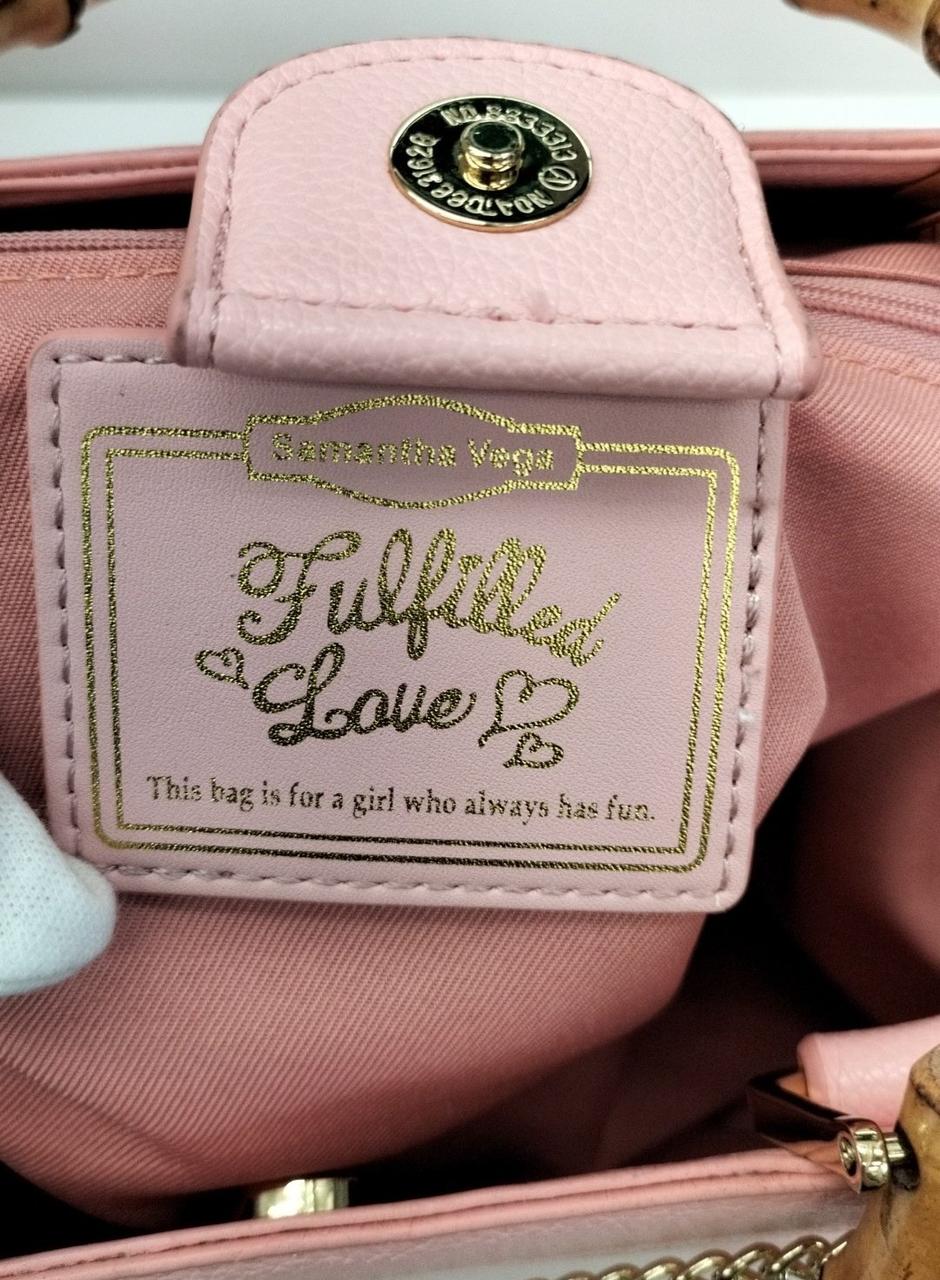 Samantha Vega
Fulfilled
Love
This bag is for a girl who always has fun.